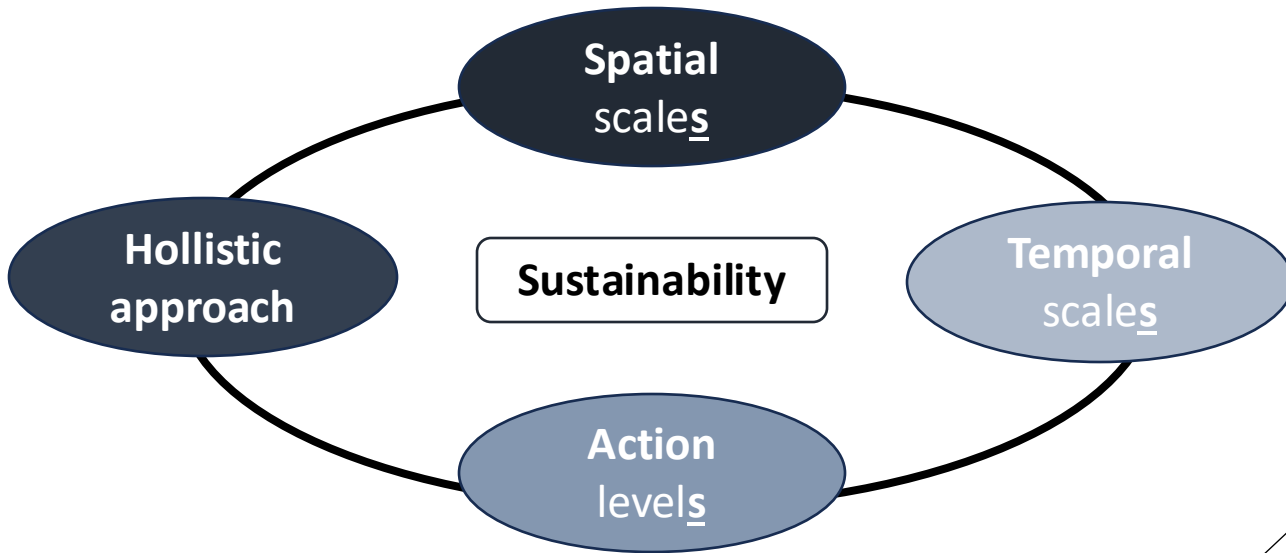 Spatial
scales
Hollistic
approach
Sustainability
Temporal
scales
Action
levels